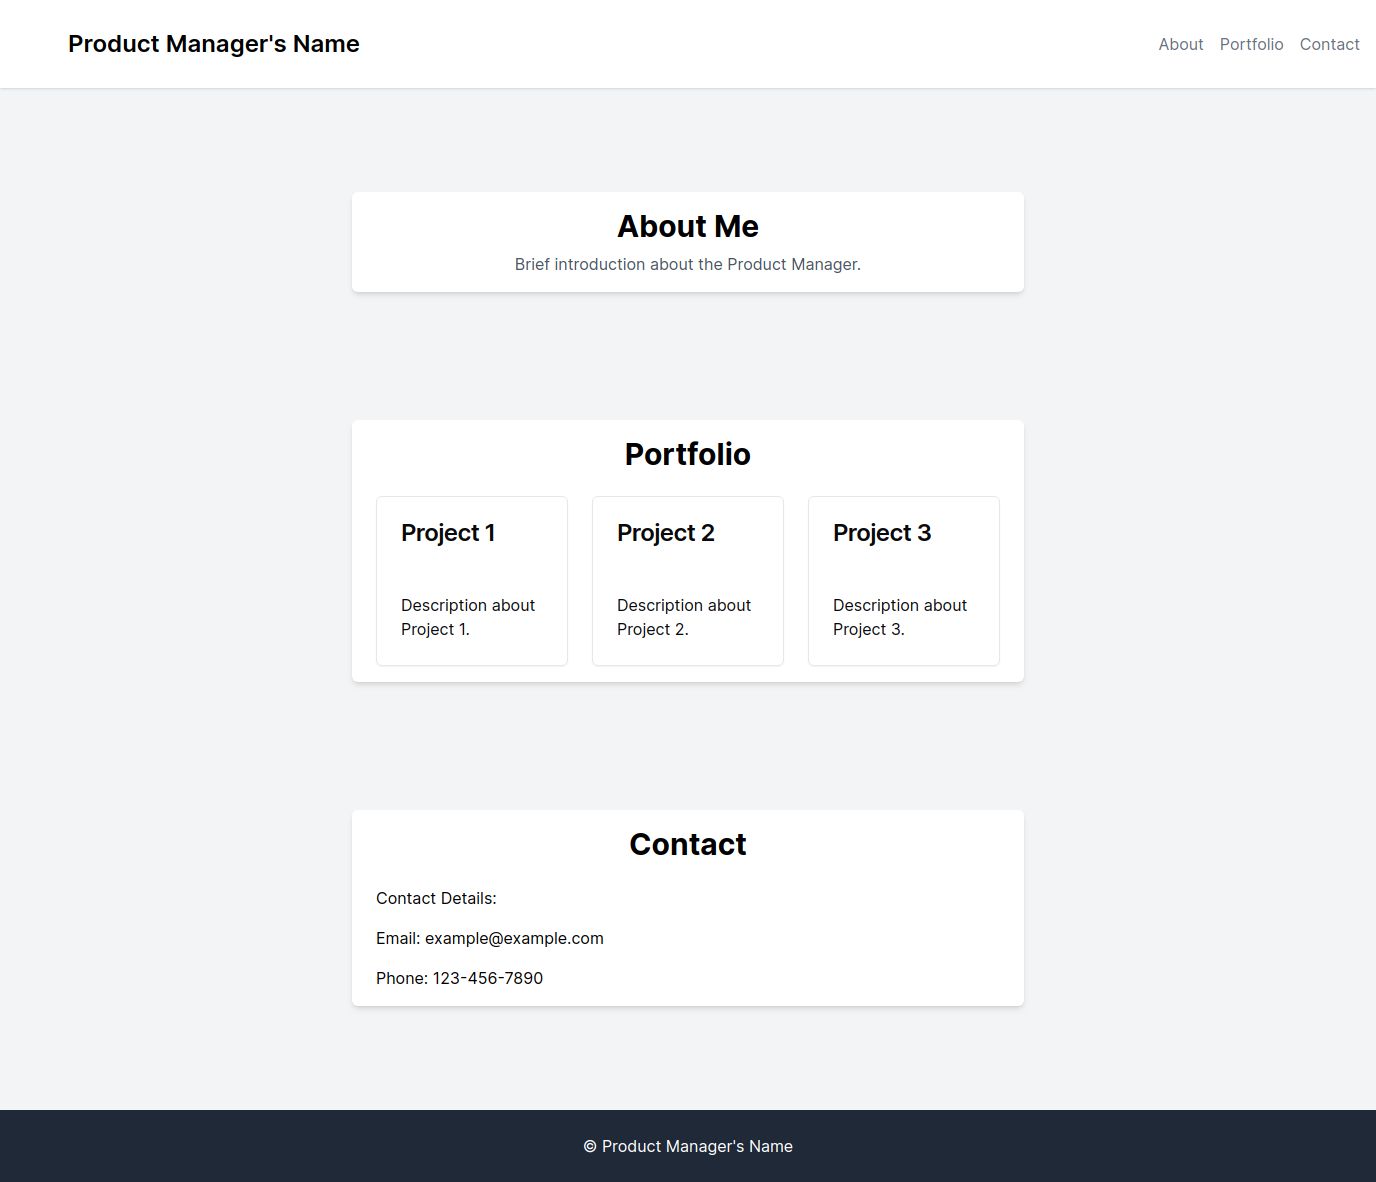 Product Manager's Name
About Portfolio Contact
About Me
Brief introduction about the Product Manager.
Portfolio
Project 1
Description about
Project 1.
Project 2
Description about
Project 2.
Project 3
Description about
Project 3.
Contact
Contact Details:
Email: example@example.com
Phone: 123-456-7890
© Product Manager's Name